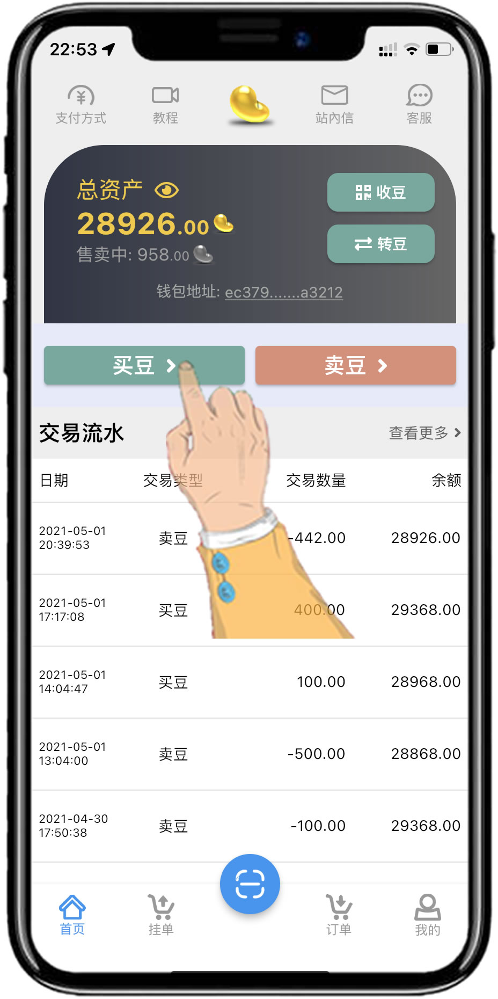 22:53
支付方式
教程
站內信
客服
总资产
28926.00
售卖中: 958.00
收豆
转豆
钱包地址: ec379.......a3212
买豆
卖豆
交易流水
查看更多
日期 交易类型 交易数量 余额
2021-05-01
20:39:53
卖豆 -442.00 28926.00
2021-05-01
17:17:08
买豆 400.00 29368.00
2021-05-01
14:04:47
买豆 100.00 28968.00
2021-05-01
13:04:00
卖豆 -500.00 28868.00
2021-04-30
17:50:38
卖豆 -100.00 29368.00
首页
挂单
订单
我的